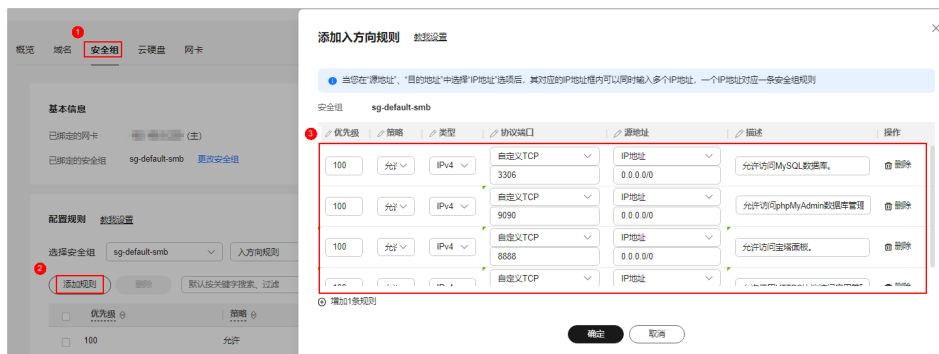 1
概览 域名 安全组 云硬盘 网卡
基本信息
已绑定的网卡 (主)
已绑定的安全组 sg-default-smb 更改安全组
配置规则 教我设置
选择安全组 sg-default-smb 入方向规则
2
添加规则 删除 默认按关键字搜索、过滤
优先级 策略
100 允许
添加入方向规则 教我设置
当您在"源地址"、"目的地址"中选择"IP地址"选项后，其对应的IP地址框内可以同时输入多个IP地址，一个IP地址对应一条安全组规则
安全组 sg-default-smb
3
优先级 策略 类型 协议端口 源地址 描述 操作
100 允许 IPv4 自定义TCP IP地址 允许访问MySQL数据库。 删除
3306 0.0.0.0/0
100 允许 IPv4 自定义TCP IP地址 允许访问phpMyAdmin数据库管理 删除
9090 0.0.0.0/0
100 允许 IPv4 自定义TCP IP地址 允许访问宝塔面板。 删除
8888 0.0.0.0/0
自定义TCP IP地址
增加1条规则
确定 取消